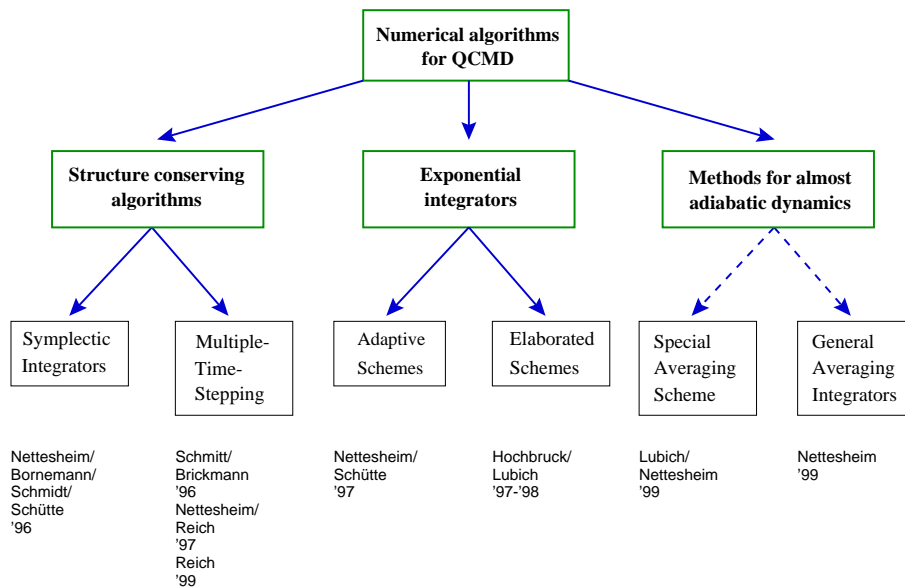 Numerical algorithms
for QCMD
Structure conserving
algorithms
Exponential
integrators
Methods for almost
adiabatic dynamics
Symplectic
Integrators
Multiple-
Time-
Stepping
Adaptive
Schemes
Elaborated
Schemes
Special
Averaging
Scheme
General
Averaging
Integrators
Nettesheim/
Bornemann/
Schmidt/
Schütte
’96
Schmitt/
Brickmann
’96
Nettesheim/
Reich
’97
Reich
’99
Nettesheim/
Schütte
’97
Hochbruck/
Lubich
’97-’98
Lubich/
Nettesheim
’99
Nettesheim
’99